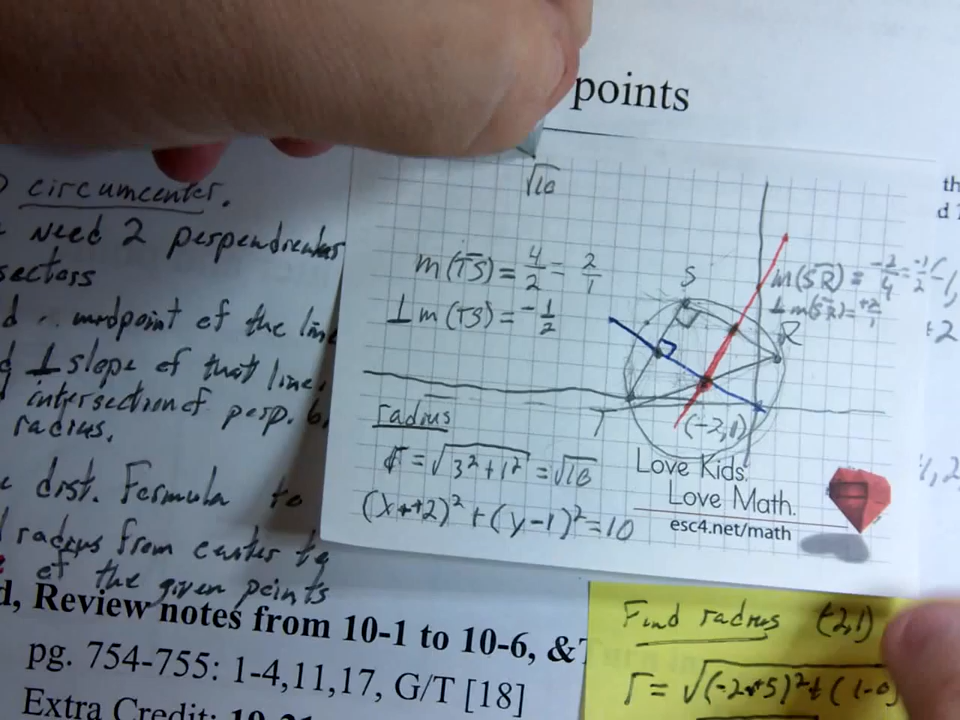 points
circumcenter.
Need 2 perpendicular
midpoint of the line
⊥ slope of that line.
intersection of perp.
radius.
dist. Formula to
radius from center to
of the given points
√10
m(T̅S̅) = 4/2 = 2/1
⊥ m(TS) = -1/2
S
m(S̅R̅) = -2/4 = -1/2
⊥ m(SR) = +2/1
R
T
(-2,1)
radius
r = √(3² + 1²) = √10
(x+2)² + (y-1)² = 10
Love Kids.
Love Math.
esc4.net/math
d, Review notes from 10-1 to 10-6, &
pg. 754-755: 1-4,11,17, G/T [18]
Extra Credit:
Find radius (-2,1)
r = √(-2+5)² + (1-0)